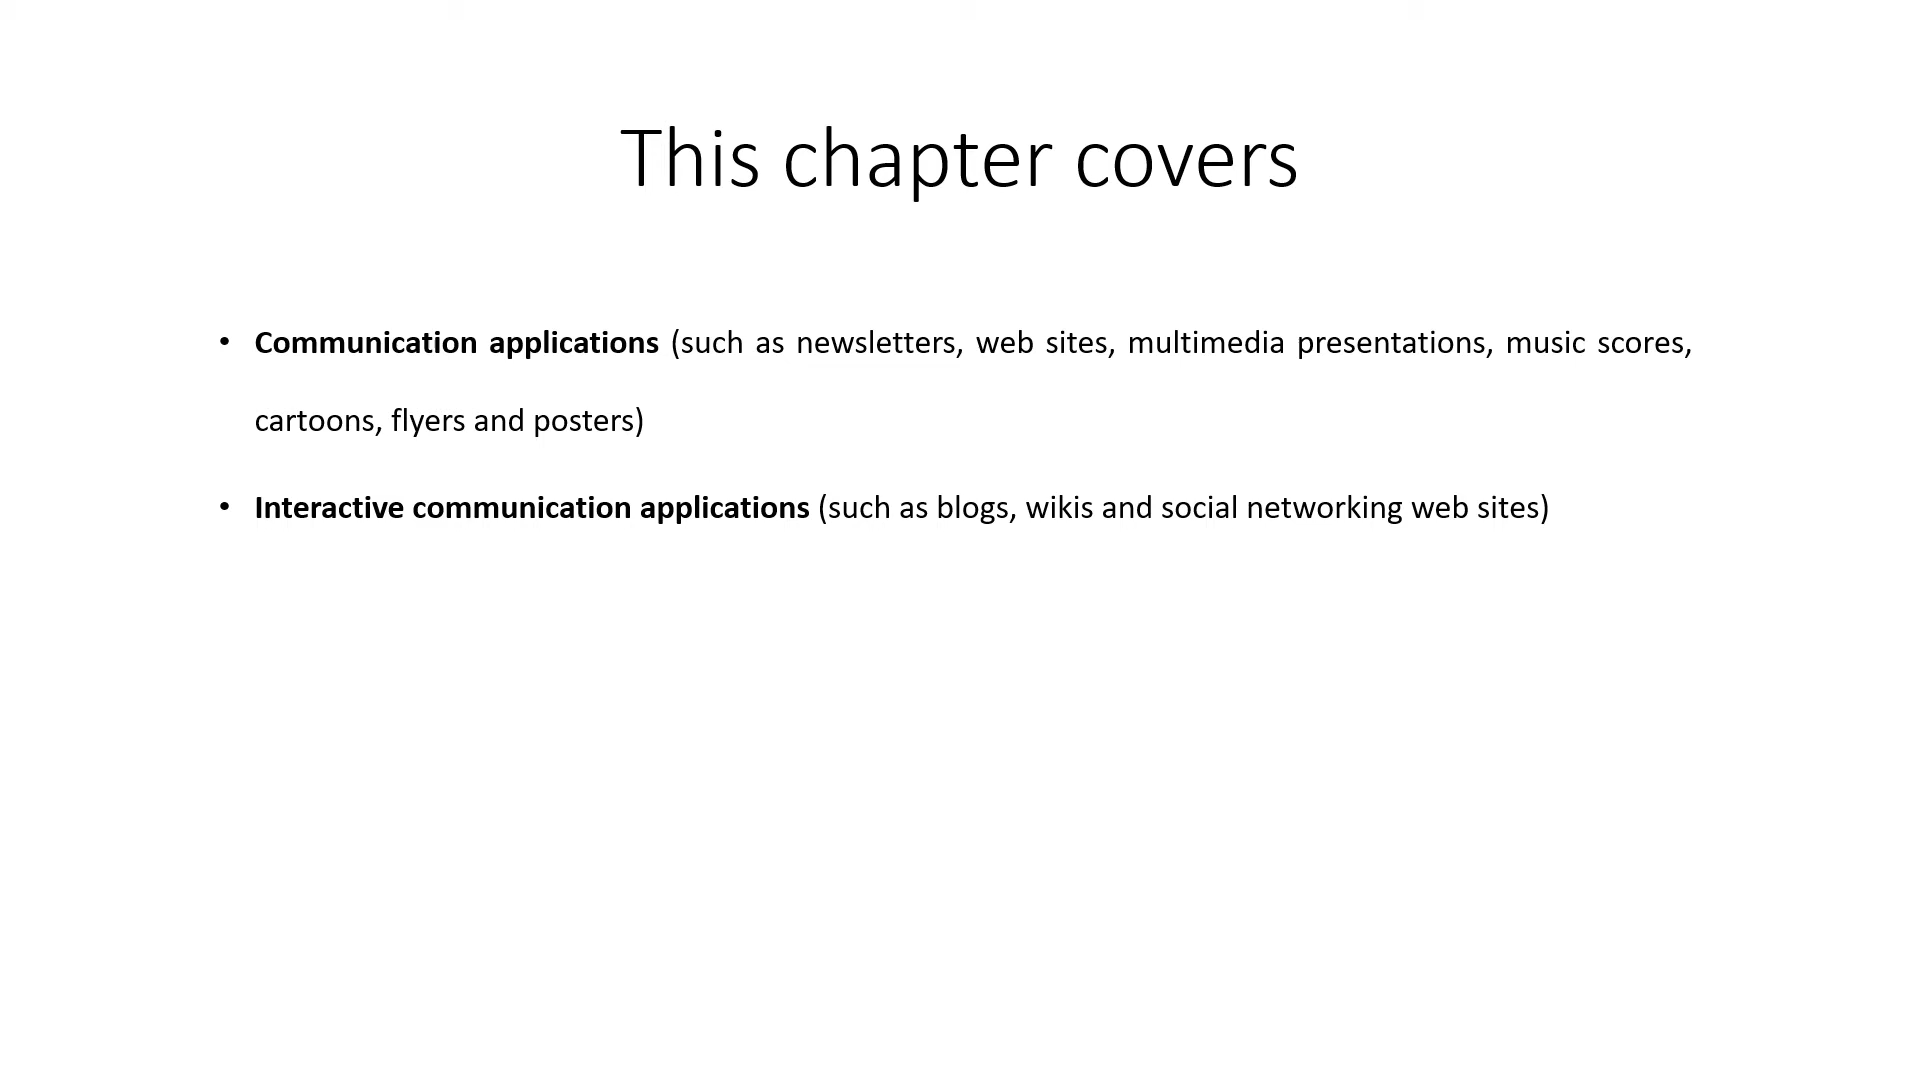 This chapter covers
• Communication applications (such as newsletters, web sites, multimedia presentations, music scores,
cartoons, flyers and posters)
• Interactive communication applications (such as blogs, wikis and social networking web sites)